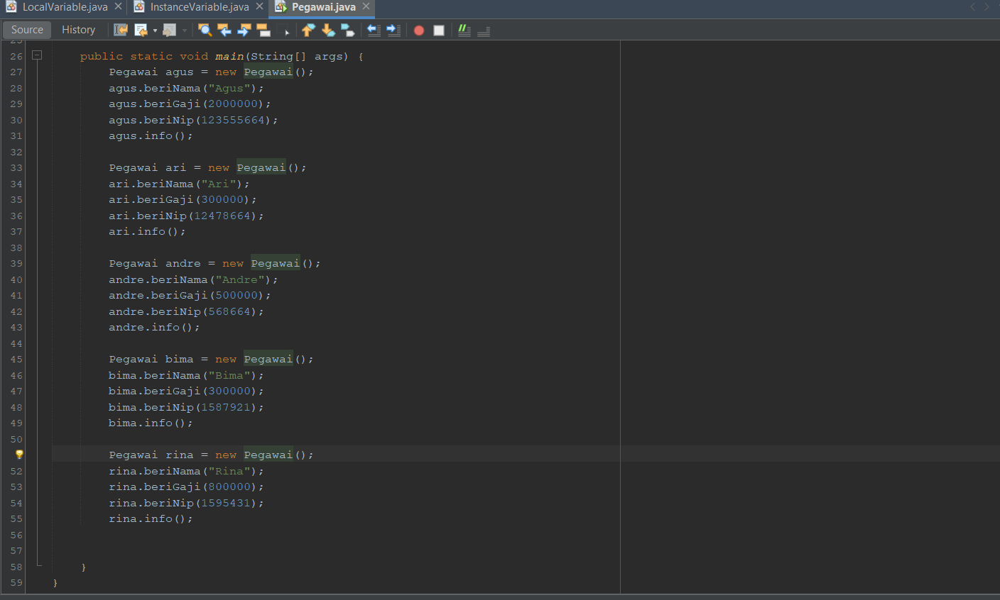 LocalVariable.java InstanceVariable.java Pegawai.java
Source History
26 public static void main(String[] args) {
27 Pegawai agus = new Pegawai();
28 agus.beriNama("Agus");
29 agus.beriGaji(2000000);
30 agus.beriNip(123555664);
31 agus.info();
32
33 Pegawai ari = new Pegawai();
34 ari.beriNama("Ari");
35 ari.beriGaji(300000);
36 ari.beriNip(12478664);
37 ari.info();
38
39 Pegawai andre = new Pegawai();
40 andre.beriNama("Andre");
41 andre.beriGaji(500000);
42 andre.beriNip(568664);
43 andre.info();
44
45 Pegawai bima = new Pegawai();
46 bima.beriNama("Bima");
47 bima.beriGaji(300000);
48 bima.beriNip(1587921);
49 bima.info();
50
Pegawai rina = new Pegawai();
52 rina.beriNama("Rina");
53 rina.beriGaji(800000);
54 rina.beriNip(1595431);
55 rina.info();
56
57
58 }
59 }